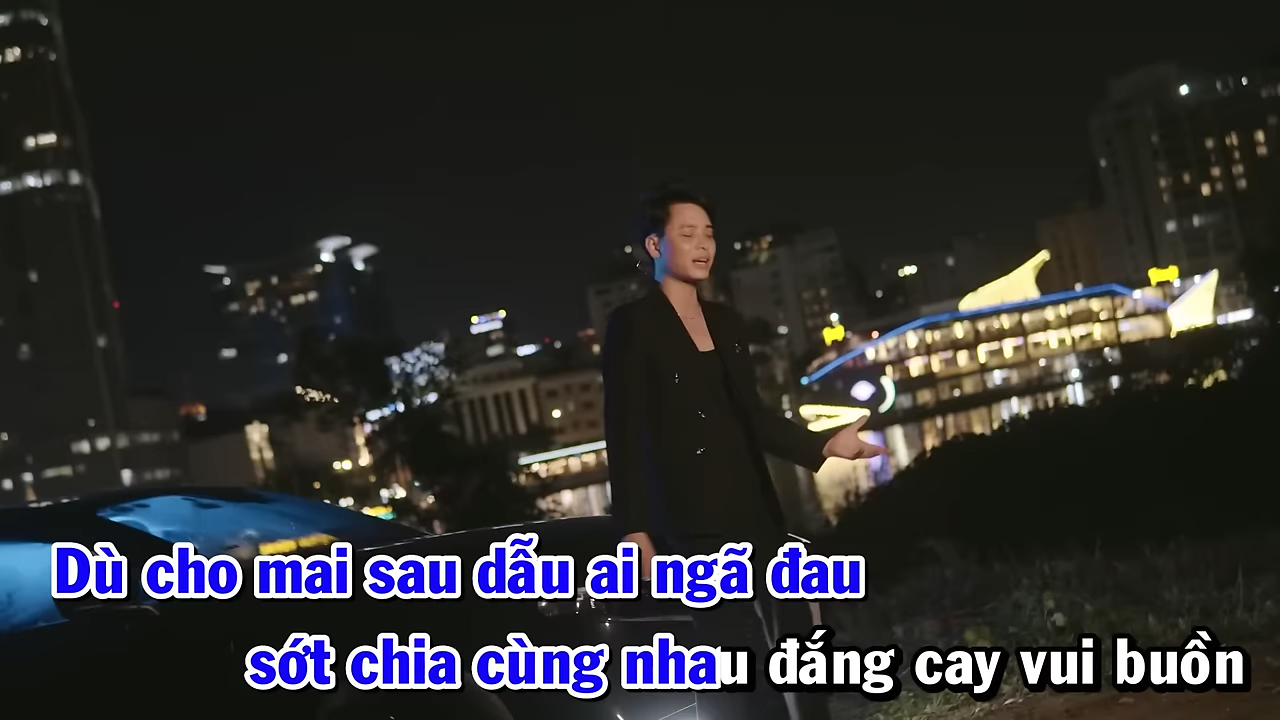 Dù cho mai sau dẫu ai ngã đau
sớt chia cùng nhau đắng cay vui buồn